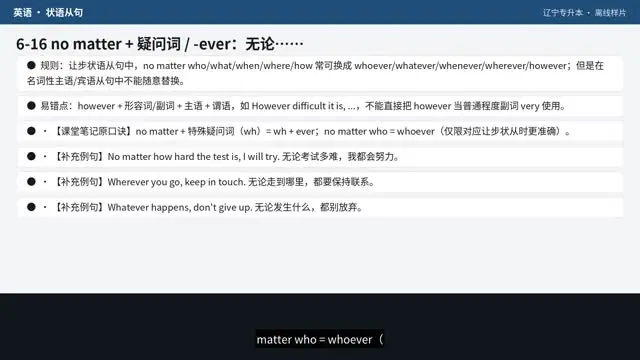 英语 · 状语从句
辽宁专升本 · 离线样片
6-16 no matter + 疑问词 / -ever：无论……
● 规则：让步状语从句中，no matter who/what/when/where/how 常可换成 whoever/whatever/whenever/wherever/however；但是在
名词性主语/宾语从句中不能随意替换。
● 易错点：however + 形容词/副词 + 主语 + 谓语，如 However difficult it is, ...，不能直接把 however 当普通程度副词 very 使用。
● · 【课堂笔记原口诀】no matter + 特殊疑问词（wh）= wh + ever；no matter who = whoever（仅限对应让步状从时更准确）。
● · 【补充例句】No matter how hard the test is, I will try. 无论考试多难，我都会努力。
● · 【补充例句】Wherever you go, keep in touch. 无论走到哪里，都要保持联系。
● · 【补充例句】Whatever happens, don't give up. 无论发生什么，都别放弃。
matter who = whoever（